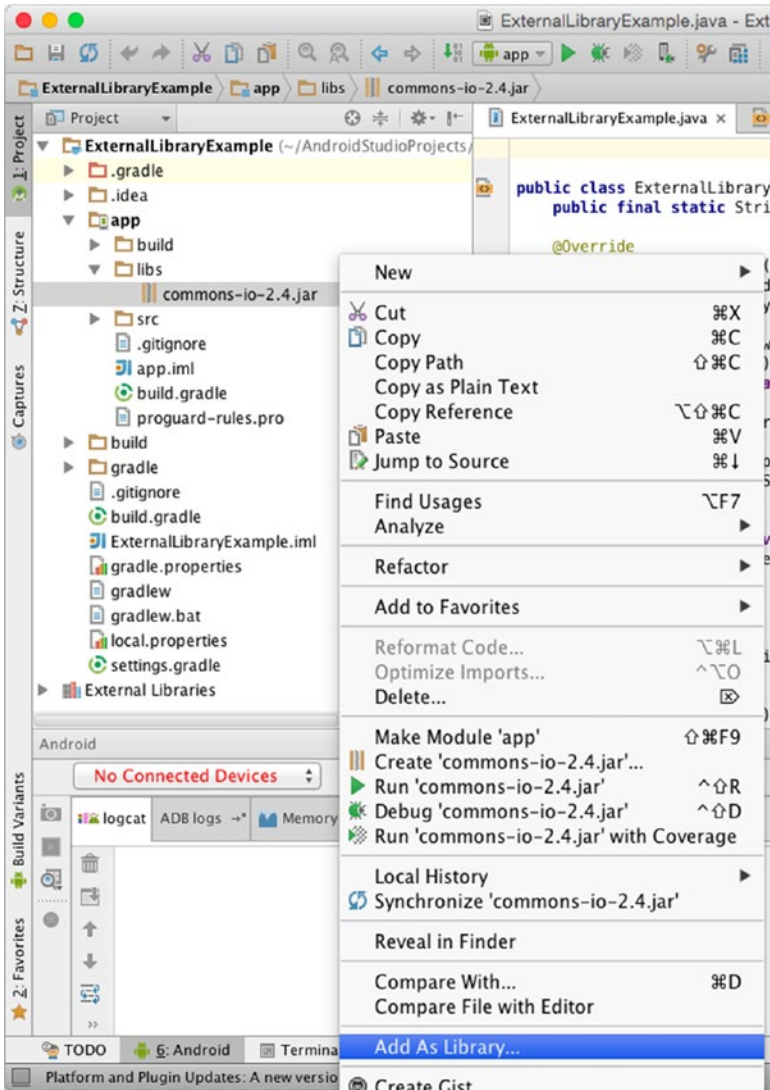 ExternalLibraryExample.java - Ext
app
ExternalLibraryExample app libs commons-io-2.4.jar
1: Project
Z: Structure
Captures
Build Variants
2: Favorites
Project
ExternalLibraryExample (~/AndroidStudioProjects/
.gradle
.idea
app
build
libs
commons-io-2.4.jar
src
.gitignore
app.iml
build.gradle
proguard-rules.pro
build
gradle
.gitignore
build.gradle
ExternalLibraryExample.iml
gradle.properties
gradlew
gradlew.bat
local.properties
settings.gradle
External Libraries
ExternalLibraryExample.java ×
public class ExternalLibrary
public final static Stri
@Override
New
Cut ⌘X
Copy ⌘C
Copy Path ⇧⌘C
Copy as Plain Text
Copy Reference ⌥⇧⌘C
Paste ⌘V
Jump to Source ⌘↓
Find Usages ⌥F7
Analyze
Refactor
Add to Favorites
Reformat Code... ⌥⌘L
Optimize Imports... ^⌥O
Delete... ⌦
Make Module 'app' ⇧⌘F9
Create 'commons-io-2.4.jar'...
Run 'commons-io-2.4.jar' ^⇧R
Debug 'commons-io-2.4.jar' ^⇧D
Run 'commons-io-2.4.jar' with Coverage
Local History
Synchronize 'commons-io-2.4.jar'
Reveal in Finder
Compare With... ⌘D
Compare File with Editor
Add As Library...
Create Gist
Android
No Connected Devices
logcat ADB logs Memory
TODO 6: Android Termina
Platform and Plugin Updates: A new versio